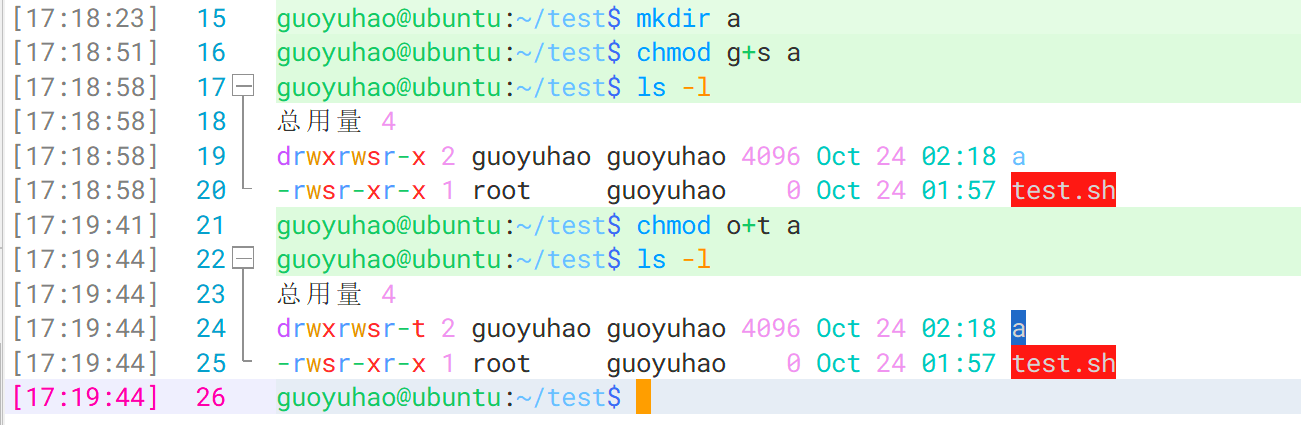 [17:18:23] 15 guoyuhao@ubuntu:~/test$ mkdir a
[17:18:51] 16 guoyuhao@ubuntu:~/test$ chmod g+s a
[17:18:58] 17 guoyuhao@ubuntu:~/test$ ls -l
[17:18:58] 18 总用量 4
[17:18:58] 19 drwxrwsr-x 2 guoyuhao guoyuhao 4096 Oct 24 02:18 a
[17:18:58] 20 -rwsr-xr-x 1 root     guoyuhao    0 Oct 24 01:57 test.sh
[17:19:41] 21 guoyuhao@ubuntu:~/test$ chmod o+t a
[17:19:44] 22 guoyuhao@ubuntu:~/test$ ls -l
[17:19:44] 23 总用量 4
[17:19:44] 24 drwxrwsr-t 2 guoyuhao guoyuhao 4096 Oct 24 02:18 a
[17:19:44] 25 -rwsr-xr-x 1 root     guoyuhao    0 Oct 24 01:57 test.sh
[17:19:44] 26 guoyuhao@ubuntu:~/test$